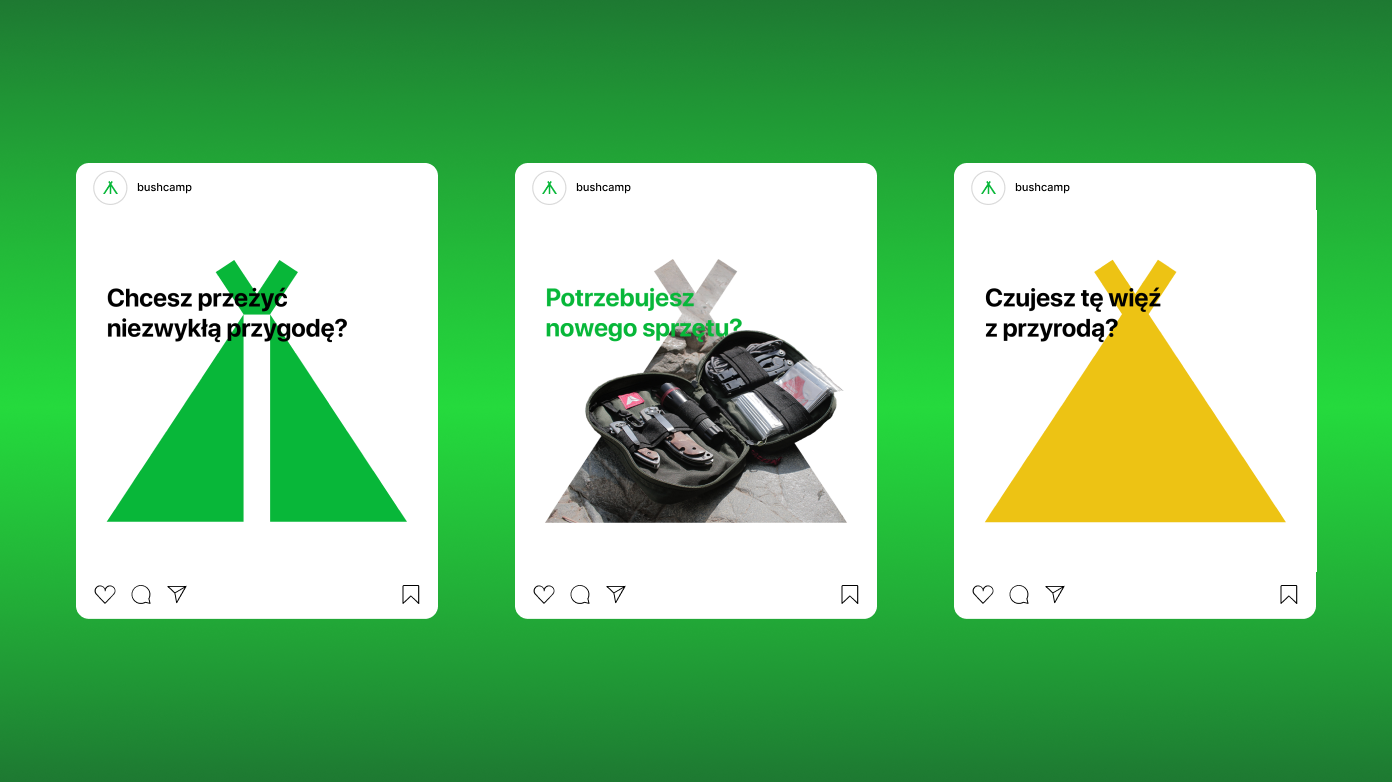 bushcamp
Chcesz przeżyć
niezwykłą przygodę?
bushcamp
Potrzebujesz
nowego sprzętu?
bushcamp
Czujesz tę więź
z przyrodą?